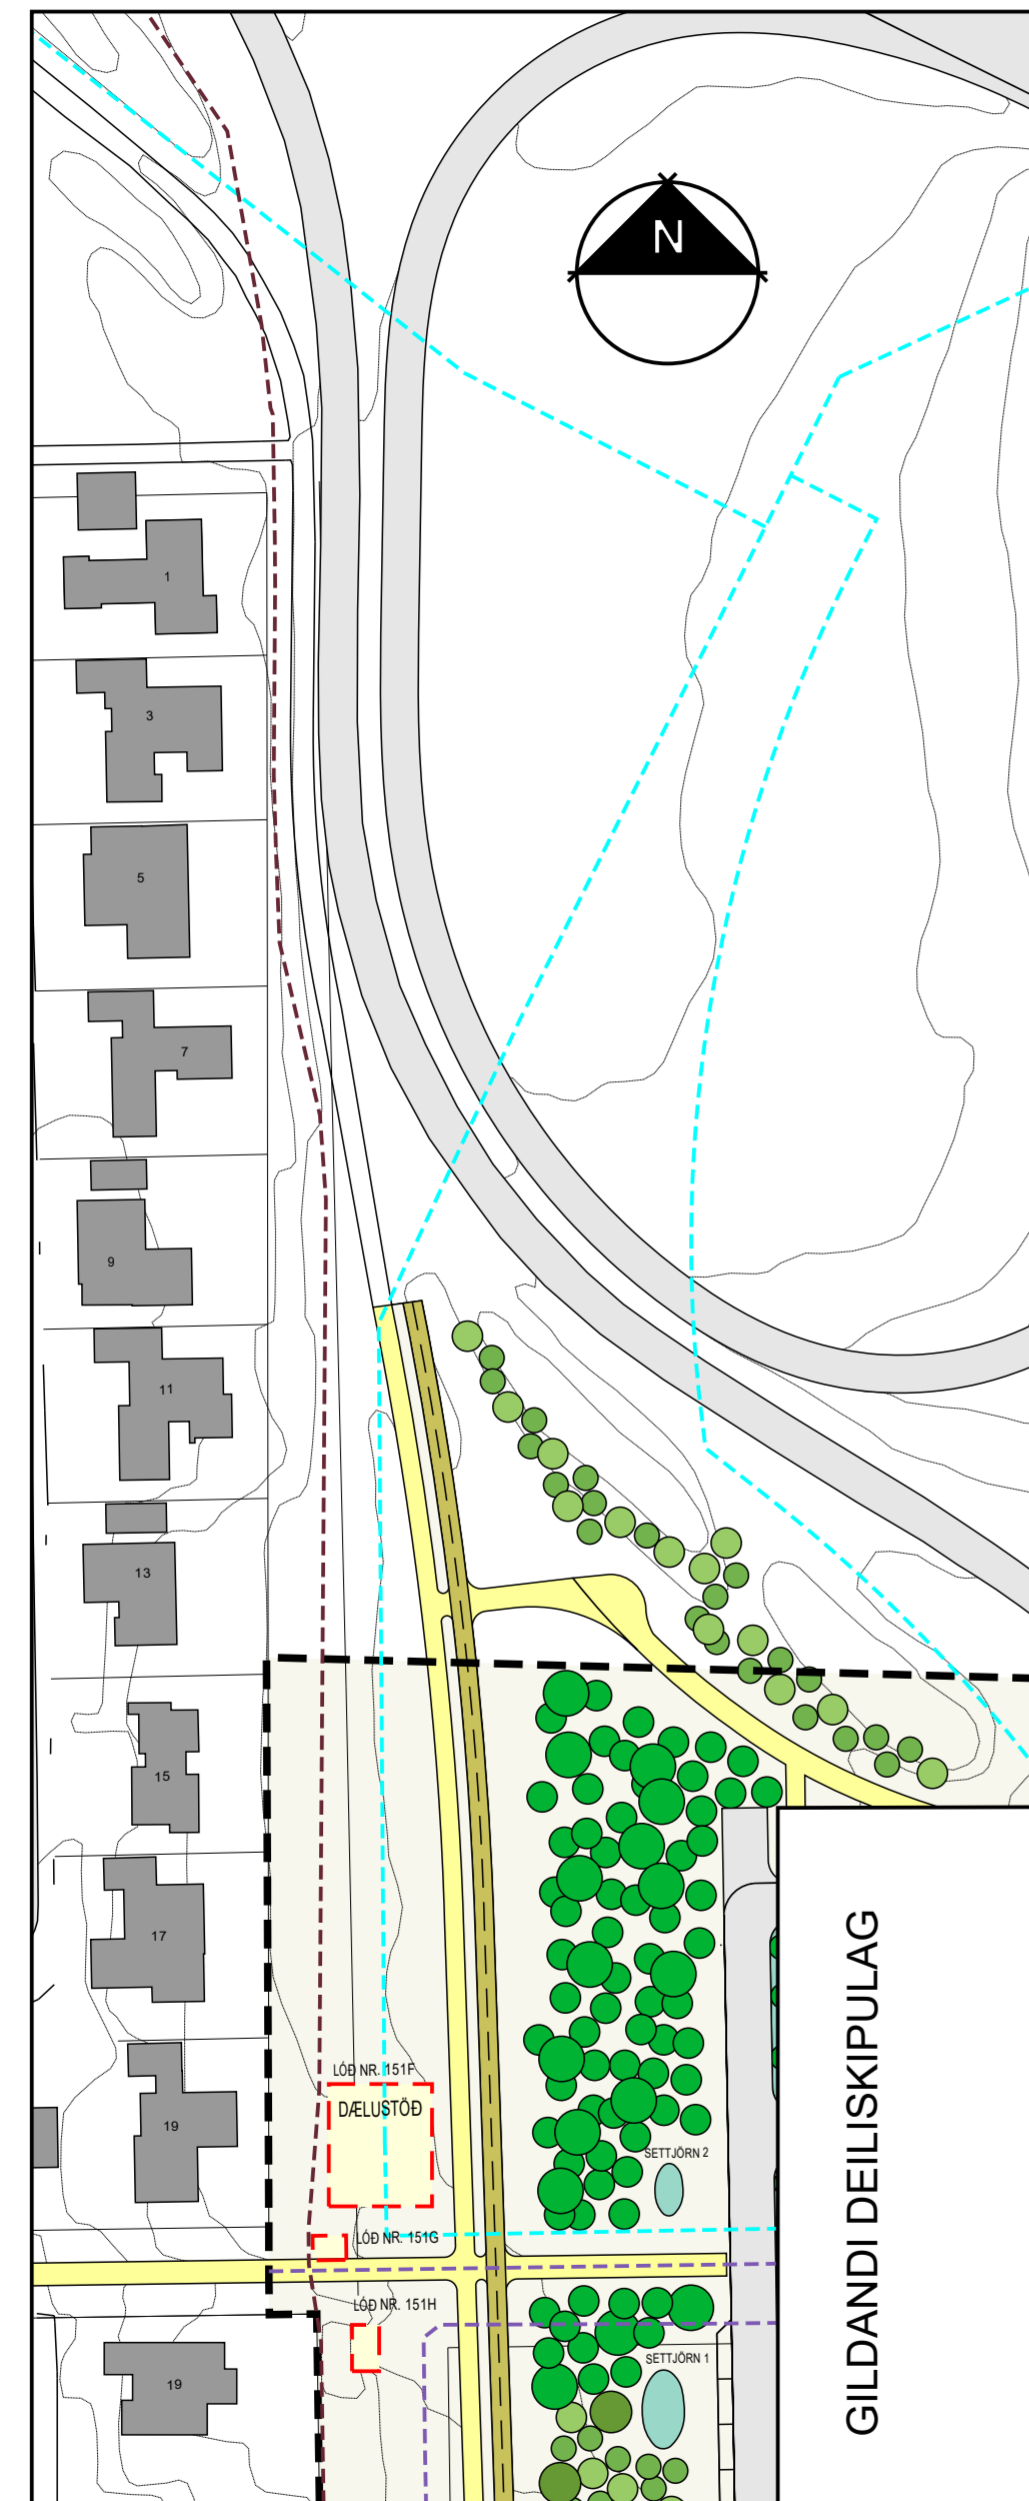 N
1
3
5
7
9
11
13
15
17
19
LÓÐ NR. 151F
DÆLUSTÖÐ
SETTJÖRN 2
LÓÐ NR. 151G
LÓÐ NR. 151H
SETTJÖRN 1
19
GILDANDI DEILISKIPULAG